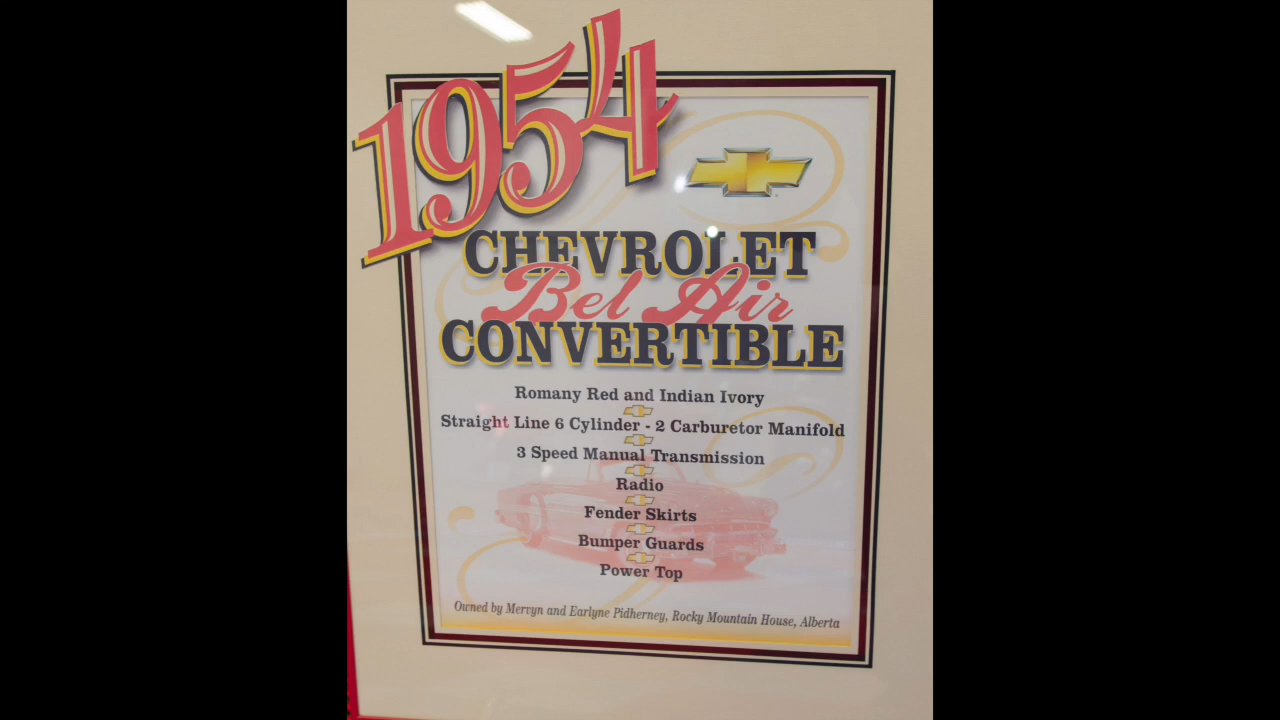 1954
CHEVROLET
Bel Air
CONVERTIBLE
Romany Red and Indian Ivory
Straight Line 6 Cylinder - 2 Carburetor Manifold
3 Speed Manual Transmission
Radio
Fender Skirts
Bumper Guards
Power Top
Owned by Mervyn and Earlyne Pidherney, Rocky Mountain House, Alberta